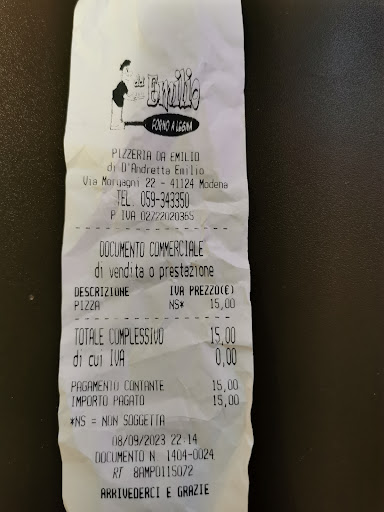 da Emilio
FORNO A LEGNA
PIZZERIA DA EMILIO
di D'Andretta Emilio
Via Morgagni 22 - 41124 Modena
TEL. 059-343350
P IVA 02722020365
DOCUMENTO COMMERCIALE
di vendita o prestazione
DESCRIZIONE IVA PREZZO(€)
PIZZA NS* 15,00
TOTALE COMPLESSIVO 15,00
di cui IVA 0,00
PAGAMENTO CONTANTE 15,00
IMPORTO PAGATO 15,00
*NS = NON SOGGETTA
08/09/2023 22:14
DOCUMENTO N. 1404-0024
RT 8AMPD115072
ARRIVEDERCI E GRAZIE